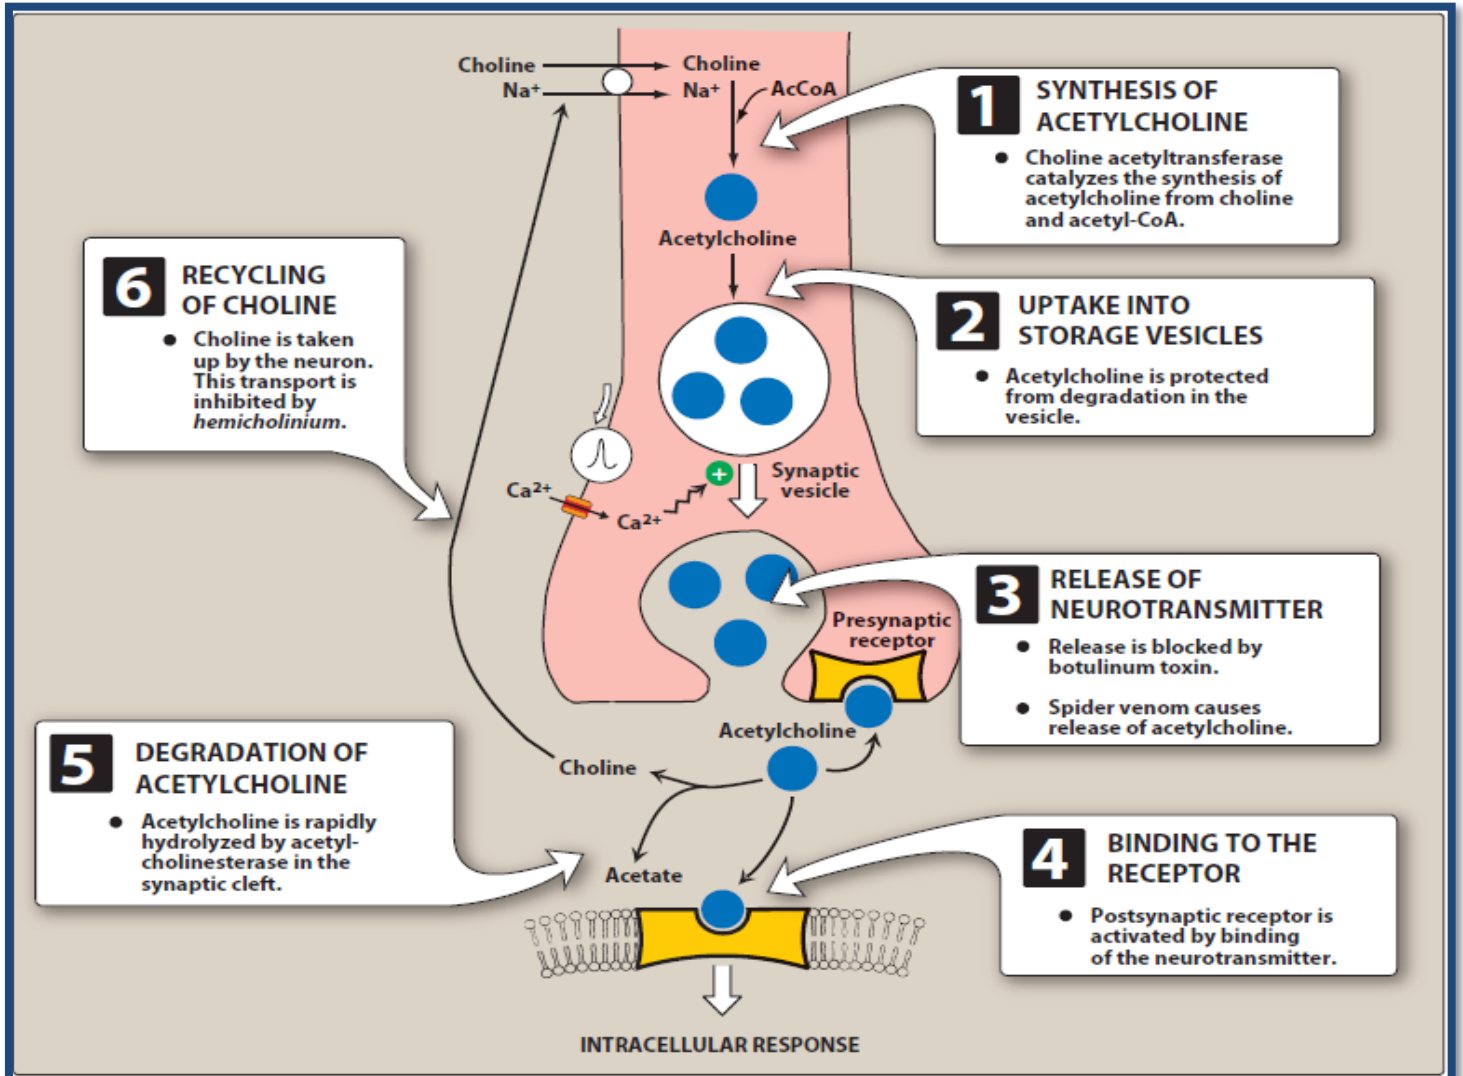 Choline
Na⁺
Choline
Na⁺
AcCoA
1
SYNTHESIS OF
ACETYLCHOLINE
• Choline acetyltransferase
catalyzes the synthesis of
acetylcholine from choline
and acetyl-CoA.
Acetylcholine
6
RECYCLING
OF CHOLINE
• Choline is taken
up by the neuron.
This transport is
inhibited by
hemicholinium.
2
UPTAKE INTO
STORAGE VESICLES
• Acetylcholine is protected
from degradation in the
vesicle.
+
Synaptic
vesicle
Ca²⁺
Ca²⁺
3
RELEASE OF
NEUROTRANSMITTER
• Release is blocked by
botulinum toxin.
• Spider venom causes
release of acetylcholine.
Presynaptic
receptor
Acetylcholine
5
DEGRADATION OF
ACETYLCHOLINE
• Acetylcholine is rapidly
hydrolyzed by acetyl-
cholinesterase in the
synaptic cleft.
Choline
Acetate
4
BINDING TO THE
RECEPTOR
• Postsynaptic receptor is
activated by binding
of the neurotransmitter.
INTRACELLULAR RESPONSE